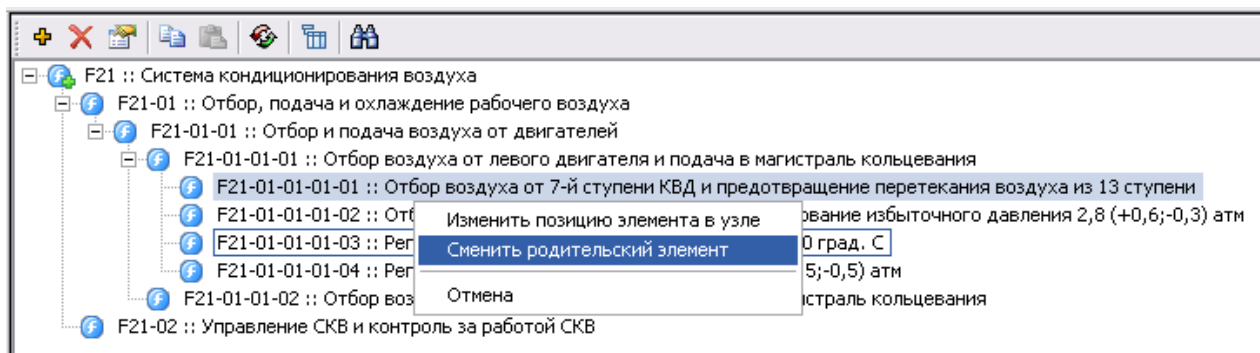 F21 :: Система кондиционирования воздуха
F21-01 :: Отбор, подача и охлаждение рабочего воздуха
F21-01-01 :: Отбор и подача воздуха от двигателей
F21-01-01-01 :: Отбор воздуха от левого двигателя и подача в магистраль кольцевания
F21-01-01-01-01 :: Отбор воздуха от 7-й ступени КВД и предотвращение перетекания воздуха из 13 ступени
F21-01-01-01-02 :: От Изменить позицию элемента в узле ование избыточного давления 2,8 (+0,6;-0,3) атм
F21-01-01-01-03 :: Рег Сменить родительский элемент 0 град. С
F21-01-01-01-04 :: Рег 5;-0,5) атм
F21-01-01-02 :: Отбор воз Отмена истраль кольцевания
F21-02 :: Управление СКВ и контроль за работой СКВ